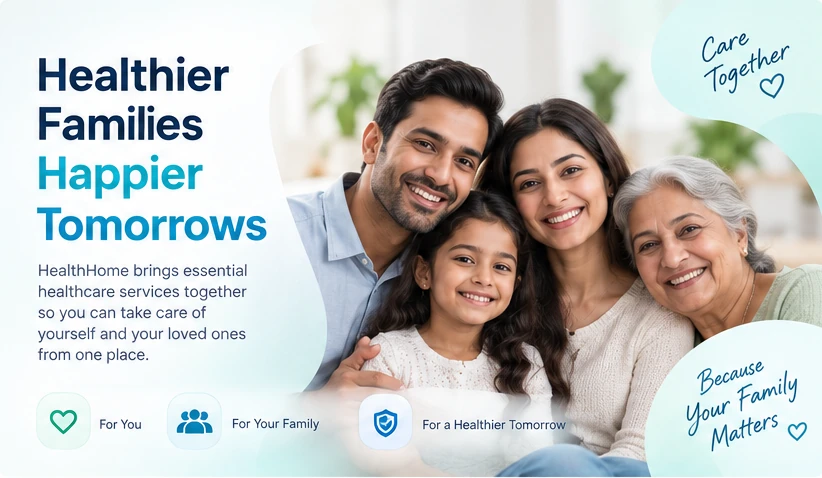 Healthier
Families
Happier
Tomorrows
HealthHome brings essential
healthcare services together
so you can take care of
yourself and your loved ones
from one place.
For You
For Your Family
For a Healthier Tomorrow
Care
Together
Because
Your Family
Matters